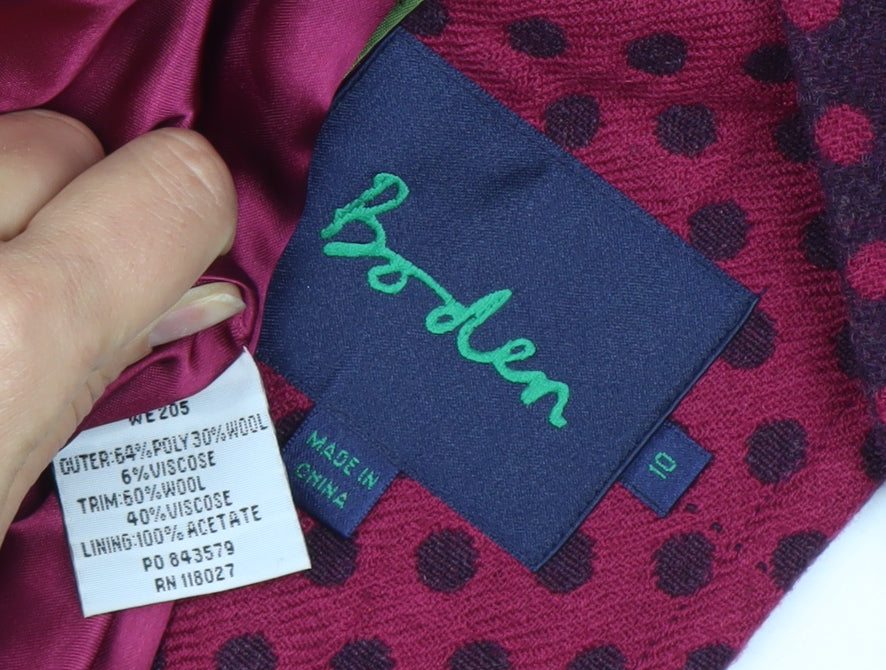 Boden
MADE IN
CHINA
10
WE205
OUTER:64%POLY 30%WOOL
6%VISCOSE
TRIM:60%WOOL
40%VISCOSE
LINING:100% ACETATE
PO 843579
RN 118027